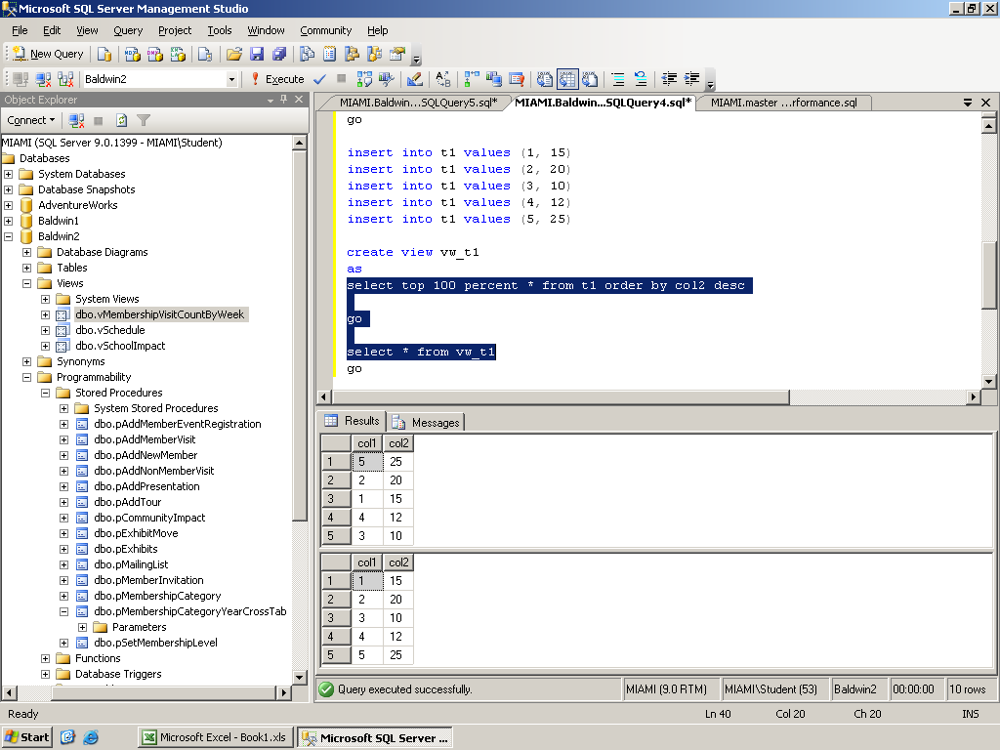 Microsoft SQL Server Management Studio
File Edit View Query Project Tools Window Community Help
New Query
Baldwin2 Execute
Object Explorer
Connect
MIAMI (SQL Server 9.0.1399 - MIAMI\Student)
Databases
System Databases
Database Snapshots
AdventureWorks
Baldwin1
Baldwin2
Database Diagrams
Tables
Views
System Views
dbo.vMembershipVisitCountByWeek
dbo.vSchedule
dbo.vSchoolImpact
Synonyms
Programmability
Stored Procedures
System Stored Procedures
dbo.pAddMemberEventRegistration
dbo.pAddMemberVisit
dbo.pAddNewMember
dbo.pAddNonMemberVisit
dbo.pAddPresentation
dbo.pAddTour
dbo.pCommunityImpact
dbo.pExhibitMove
dbo.pExhibits
dbo.pMailingList
dbo.pMemberInvitation
dbo.pMembershipCategory
dbo.pMembershipCategoryYearCrossTab
Parameters
dbo.pSetMembershipLevel
Functions
Database Triggers
MIAMI.Baldwin...SQLQuery5.sql* MIAMI.Baldwin...SQLQuery4.sql* MIAMI.master ...rformance.sql
go
insert into t1 values (1, 15)
insert into t1 values (2, 20)
insert into t1 values (3, 10)
insert into t1 values (4, 12)
insert into t1 values (5, 25)
create view vw_t1
as
select top 100 percent * from t1 order by col2 desc
go
select * from vw_t1
go
Results Messages
col1 col2
1 5 25
2 2 20
3 1 15
4 4 12
5 3 10
col1 col2
1 1 15
2 2 20
3 3 10
4 4 12
5 5 25
Query executed successfully. MIAMI (9.0 RTM) MIAMI\Student (53) Baldwin2 00:00:00 10 rows
Ready Ln 40 Col 20 Ch 20 INS
Start Microsoft Excel - Book1.xls Microsoft SQL Server ...